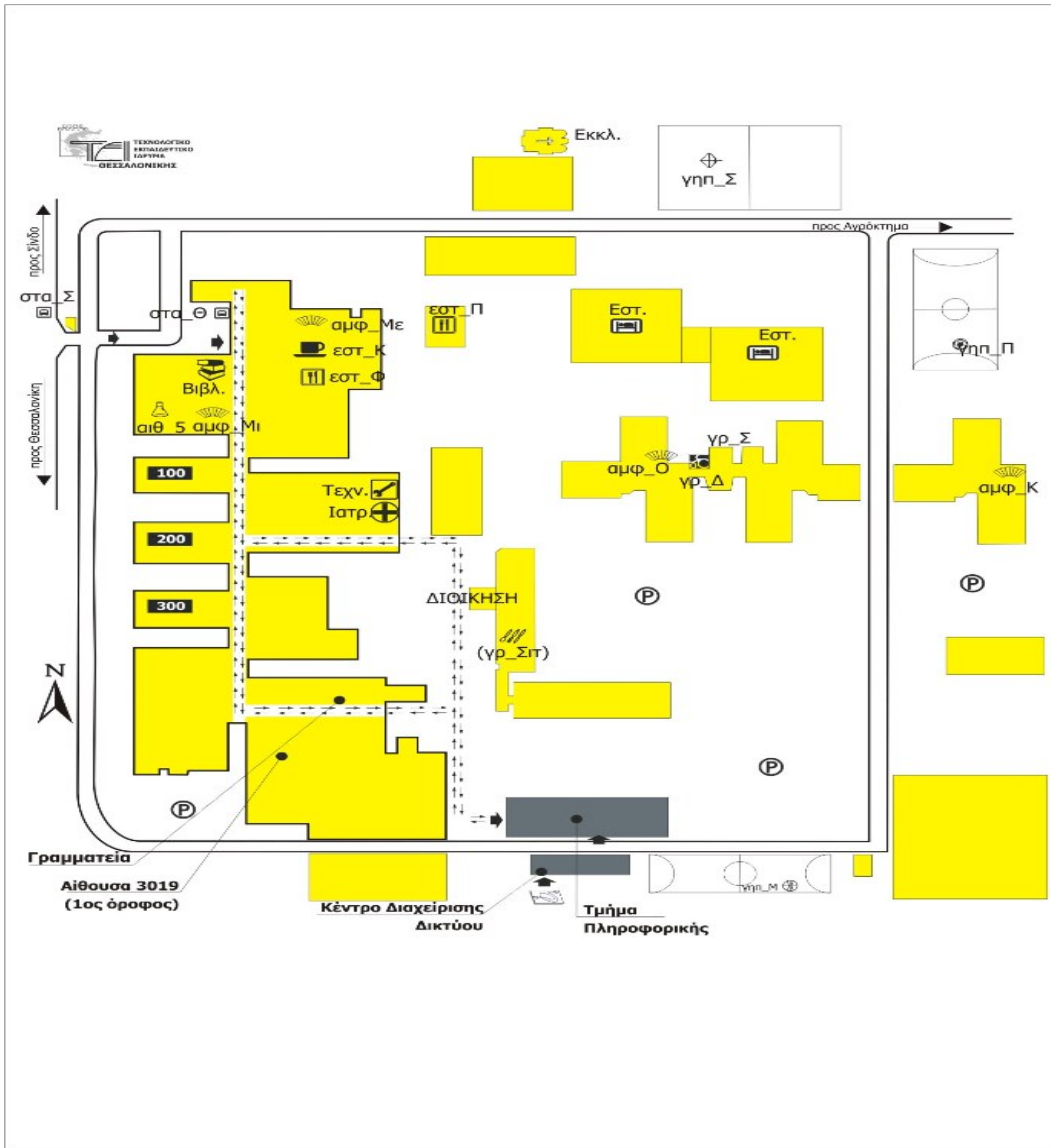 Εκκλ.
ΤΕΧΝΟΛΟΓΙΚΟ
ΕΚΠΑΙΔΕΥΤΙΚΟ
ΙΔΡΥΜΑ
ΘΕΣΣΑΛΟΝΙΚΗΣ
γηπ_Σ
προς Αγρόκτημα
προς Σίνδο
στα_Σ
στα_Θ
αμφ_Με
εστ_Π
Εστ.
Εστ.
εστ_Κ
γηπ_Π
εστ_Φ
Βιβλ.
αιθ_5 αμφ_Μι
προς Θεσσαλονίκη
γρ_Σ
αμφ_Ο
γρ_Δ
αμφ_Κ
100
Τεχν.
Ιατρ.
200
P
P
ΔΙΟΙΚΗΣΗ
300
(γρ_Σιτ)
N
P
P
Γραμματεία
Αίθουσα 3019
(1ος όροφος)
γηπ_Μ
Κέντρο Διαχείρισης
Δικτύου
Τμήμα
Πληροφορικής